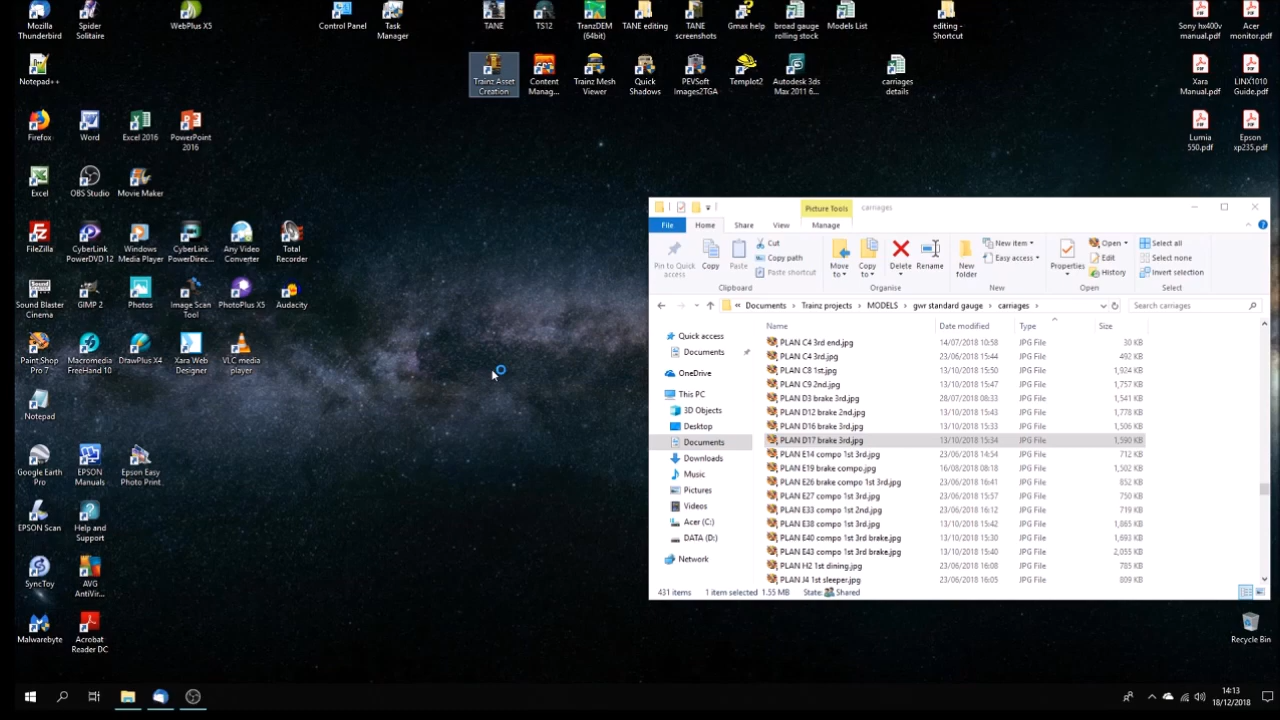 Mozilla Thunderbird
Spider Solitaire
WebPlus X5
Control Panel
Task Manager
TANE
TS12
TranzDEM (64bit)
TANE editing
TANE screenshots
Gmax help
broad gauge rolling stock
Models List
editing - Shortcut
Sony hx400v manual.pdf
Acer monitor.pdf
Notepad++
Trainz Asset Creation
Content Manag...
Trainz Mesh Viewer
Quick Shadows
PEVSoft Images2TGA
Templot2
Autodesk 3ds Max 2011 6...
carriages details
Xara Manual.pdf
LINX1010 Guide.pdf
Firefox
Word
Excel 2016
PowerPoint 2016
Lumia 550.pdf
Epson xp235.pdf
Excel
OBS Studio
Movie Maker
FileZilla
CyberLink PowerDVD 12
Windows Media Player
CyberLink PowerDirec...
Any Video Converter
Total Recorder
Sound Blaster Cinema
GIMP 2
Photos
Image Scan Tool
PhotoPlus X5
Audacity
Paint Shop Pro 7
Macromedia FreeHand 10
DrawPlus X4
Xara Web Designer
VLC media player
Notepad
Google Earth Pro
EPSON Manuals
Epson Easy Photo Print
EPSON Scan
Help and Support
SyncToy
AVG AntiVir...
Malwarebyte
Acrobat Reader DC
Picture Tools carriages
File Home Share View Manage
Pin to Quick access
Copy
Paste
Cut
Copy path
Paste shortcut
Move to
Copy to
Delete
Rename
New folder
New item
Easy access
Properties
Open
Edit
History
Select all
Select none
Invert selection
Clipboard Organise New Open Select
« Documents › Trainz projects › MODELS › gwr standard gauge › carriages ›
Search carriages
Quick access
Documents
OneDrive
This PC
3D Objects
Desktop
Documents
Downloads
Music
Pictures
Videos
Acer (C:)
DATA (D:)
Network
Name Date modified Type Size
PLAN C4 3rd end.jpg 14/07/2018 10:58 JPG File 30 KB
PLAN C4 3rd.jpg 23/06/2018 15:44 JPG File 492 KB
PLAN C8 1st.jpg 13/10/2018 15:50 JPG File 1,924 KB
PLAN C9 2nd.jpg 13/10/2018 15:47 JPG File 1,757 KB
PLAN D3 brake 3rd.jpg 28/07/2018 08:33 JPG File 1,541 KB
PLAN D12 brake 2nd.jpg 13/10/2018 15:43 JPG File 1,778 KB
PLAN D16 brake 3rd.jpg 13/10/2018 15:33 JPG File 1,506 KB
PLAN D17 brake 3rd.jpg 13/10/2018 15:34 JPG File 1,590 KB
PLAN E14 compo 1st 3rd.jpg 23/06/2018 14:54 JPG File 712 KB
PLAN E19 brake compo.jpg 16/08/2018 08:18 JPG File 1,502 KB
PLAN E26 brake compo 1st 3rd.jpg 23/06/2018 16:41 JPG File 852 KB
PLAN E27 compo 1st 3rd.jpg 23/06/2018 15:57 JPG File 750 KB
PLAN E33 compo 1st 2nd.jpg 23/06/2018 16:12 JPG File 719 KB
PLAN E38 compo 1st 3rd.jpg 13/10/2018 15:42 JPG File 1,865 KB
PLAN E40 compo 1st 3rd brake.jpg 13/10/2018 15:30 JPG File 1,693 KB
PLAN E43 compo 1st 3rd brake.jpg 13/10/2018 15:40 JPG File 2,055 KB
PLAN H2 1st dining.jpg 23/06/2018 16:08 JPG File 785 KB
PLAN J4 1st sleeper.jpg 23/06/2018 16:05 JPG File 809 KB
431 items 1 item selected 1.55 MB State: Shared
Recycle Bin
14:13
18/12/2018